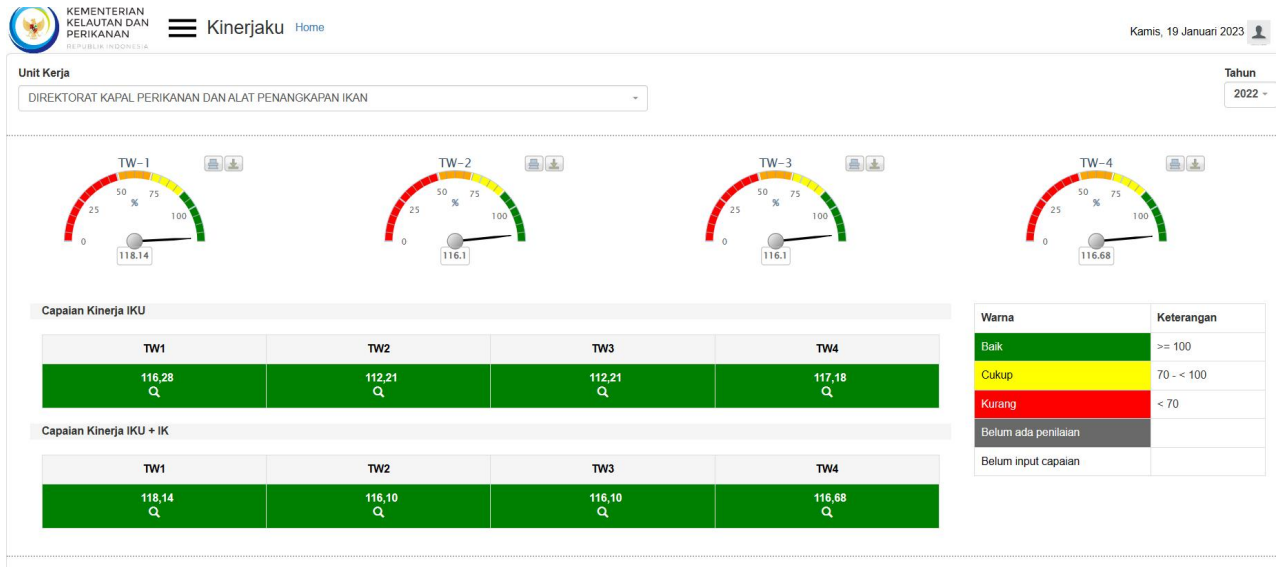 KEMENTERIAN
KELAUTAN DAN
PERIKANAN
REPUBLIK INDONESIA
Kinerjaku Home
Kamis, 19 Januari 2023
Unit Kerja
Tahun
DIREKTORAT KAPAL PERIKANAN DAN ALAT PENANGKAPAN IKAN
2022
TW-1
0 25 50 75 100
%
118.14
TW-2
0 25 50 75 100
%
116.1
TW-3
0 25 50 75 100
%
116.1
TW-4
0 25 50 75 100
%
116.68
Capaian Kinerja IKU
TW1 TW2 TW3 TW4
116,28 112,21 112,21 117,18
Capaian Kinerja IKU + IK
TW1 TW2 TW3 TW4
118,14 116,10 116,10 116,68
Warna Keterangan
Baik >= 100
Cukup 70 - < 100
Kurang < 70
Belum ada penilaian
Belum input capaian